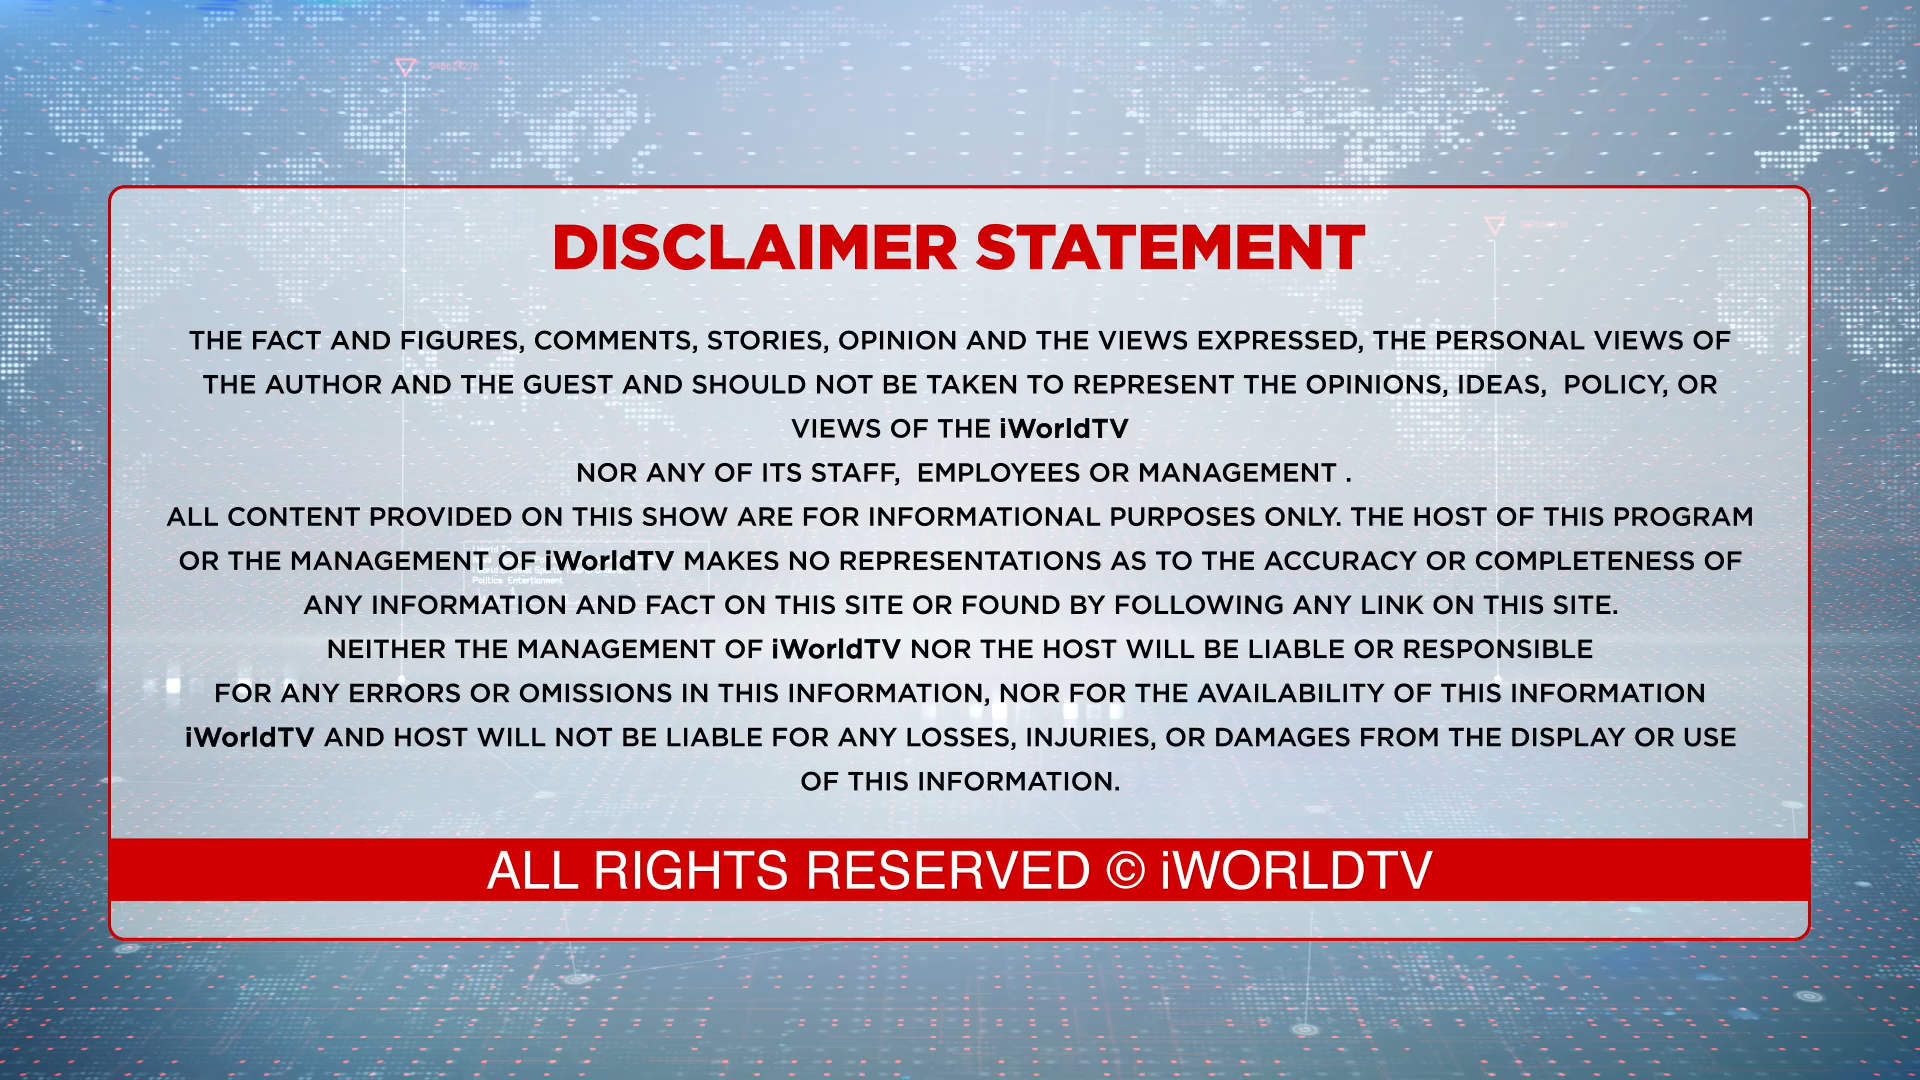 DISCLAIMER STATEMENT
THE FACT AND FIGURES, COMMENTS, STORIES, OPINION AND THE VIEWS EXPRESSED, THE PERSONAL VIEWS OF
THE AUTHOR AND THE GUEST AND SHOULD NOT BE TAKEN TO REPRESENT THE OPINIONS, IDEAS,  POLICY, OR
VIEWS OF THE iWorldTV
NOR ANY OF ITS STAFF,  EMPLOYEES OR MANAGEMENT .
ALL CONTENT PROVIDED ON THIS SHOW ARE FOR INFORMATIONAL PURPOSES ONLY. THE HOST OF THIS PROGRAM
OR THE MANAGEMENT OF iWorldTV MAKES NO REPRESENTATIONS AS TO THE ACCURACY OR COMPLETENESS OF
Politics Entertionment
ANY INFORMATION AND FACT ON THIS SITE OR FOUND BY FOLLOWING ANY LINK ON THIS SITE.
NEITHER THE MANAGEMENT OF iWorldTV NOR THE HOST WILL BE LIABLE OR RESPONSIBLE
FOR ANY ERRORS OR OMISSIONS IN THIS INFORMATION, NOR FOR THE AVAILABILITY OF THIS INFORMATION
iWorldTV AND HOST WILL NOT BE LIABLE FOR ANY LOSSES, INJURIES, OR DAMAGES FROM THE DISPLAY OR USE
OF THIS INFORMATION.
ALL RIGHTS RESERVED © iWORLDTV